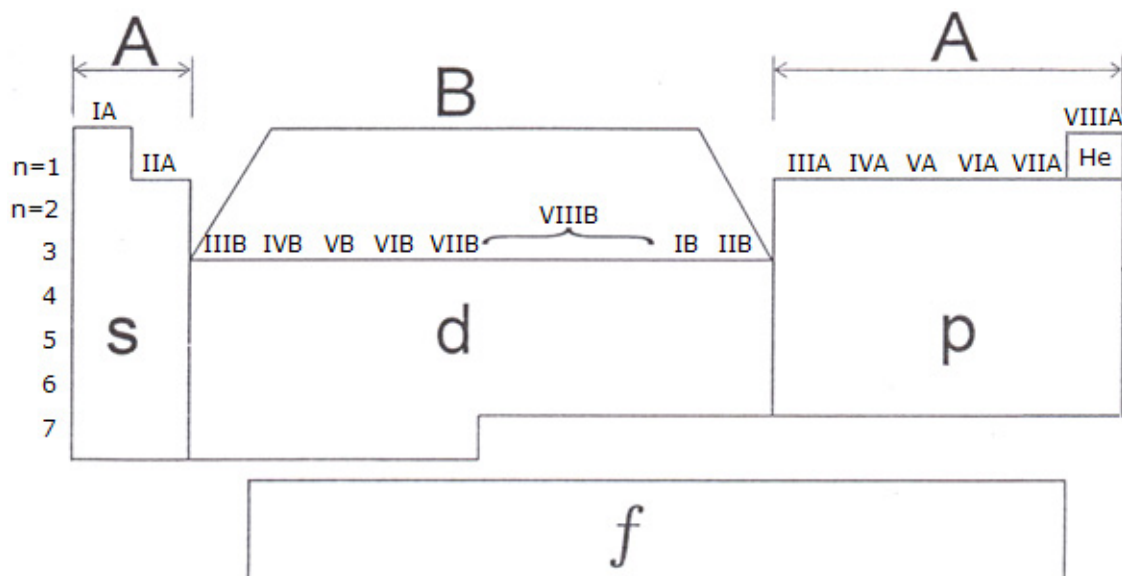 A A
B
IA VIIIA
n=1 IIA IIIA IVA VA VIA VIIA He
n=2
VIIIB
3 IIIB IVB VB VIB VIIB IB IIB
4
5 s d p
6
7
f